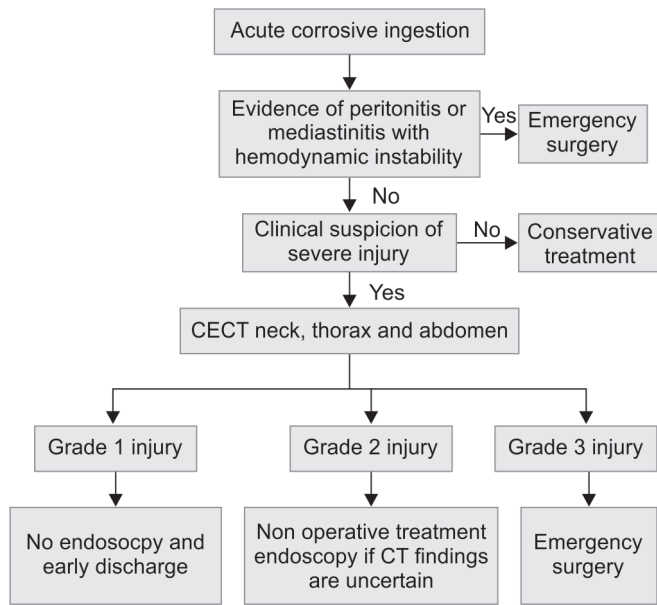 Acute corrosive ingestion
Evidence of peritonitis or
mediastinitis with
hemodynamic instability
Yes
Emergency
surgery
No
Clinical suspicion of
severe injury
No
Conservative
treatment
Yes
CECT neck, thorax and abdomen
Grade 1 injury
Grade 2 injury
Grade 3 injury
No endosocpy and
early discharge
Non operative treatment
endoscopy if CT findings
are uncertain
Emergency
surgery